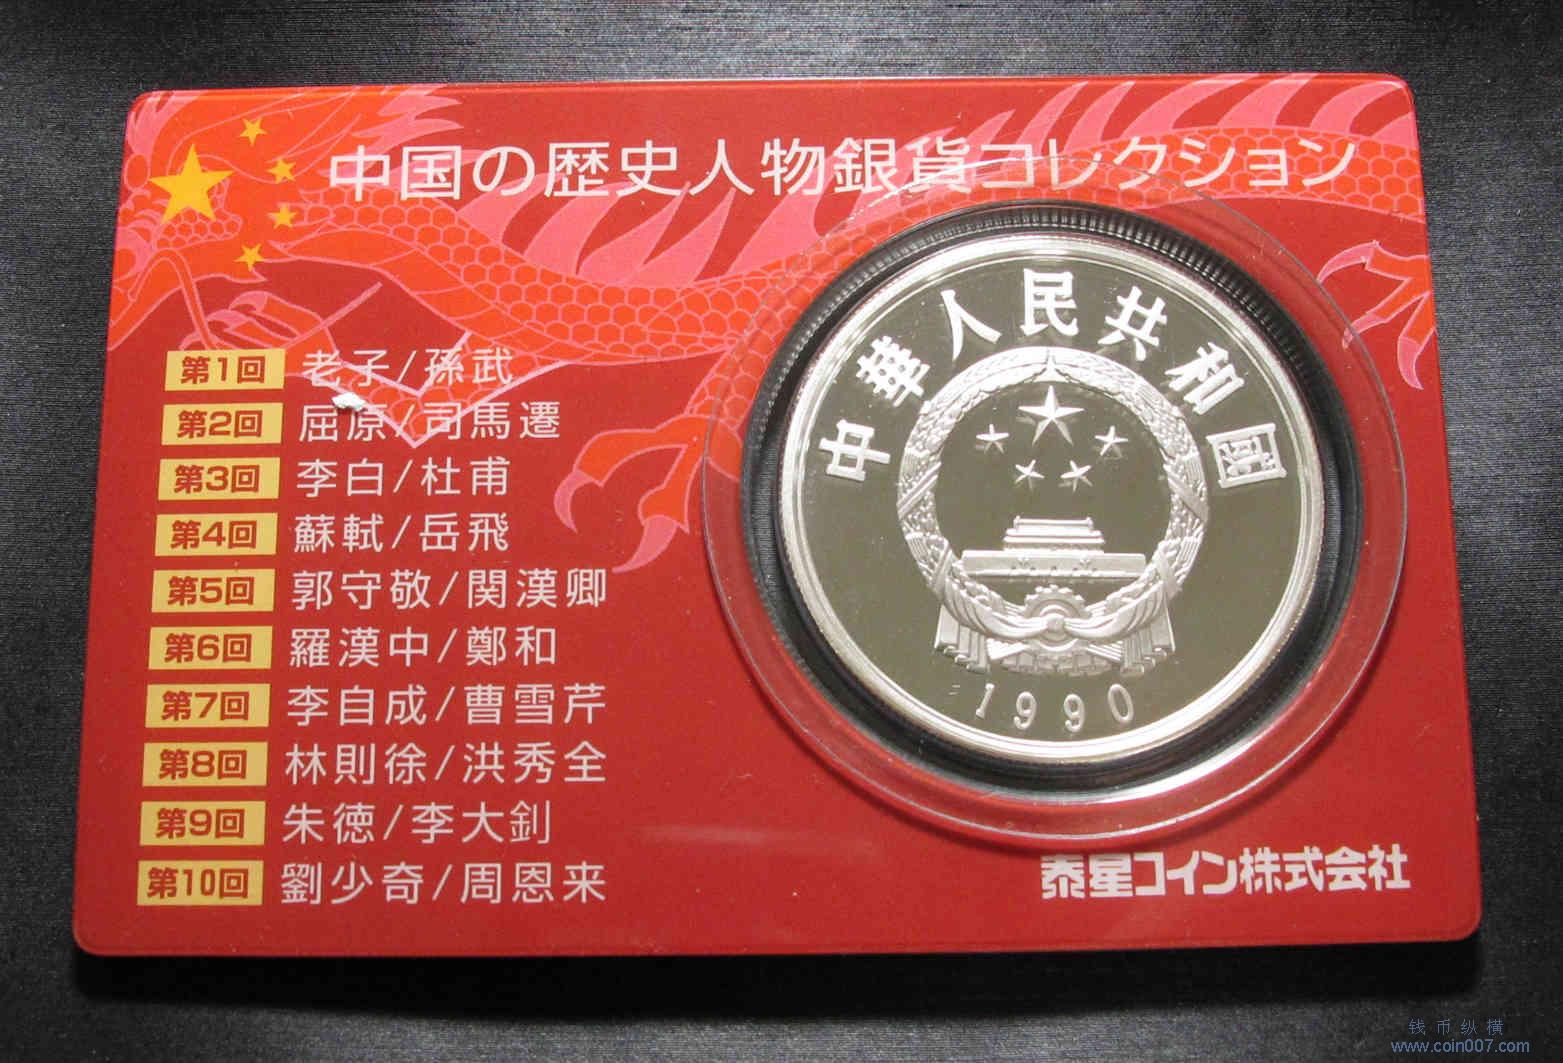 中国の歴史人物銀貨コレクション
第1回 老子/孫武
第2回 屈原/司馬遷
第3回 李白/杜甫
第4回 蘇軾/岳飛
第5回 郭守敬/関漢卿
第6回 羅漢中/鄭和
第7回 李自成/曹雪芹
第8回 林則徐/洪秀全
第9回 朱徳/李大釗
第10回 劉少奇/周恩来
中華人民共和國
1990
泰星コイン株式会社
钱币纵横
www.coin007.com